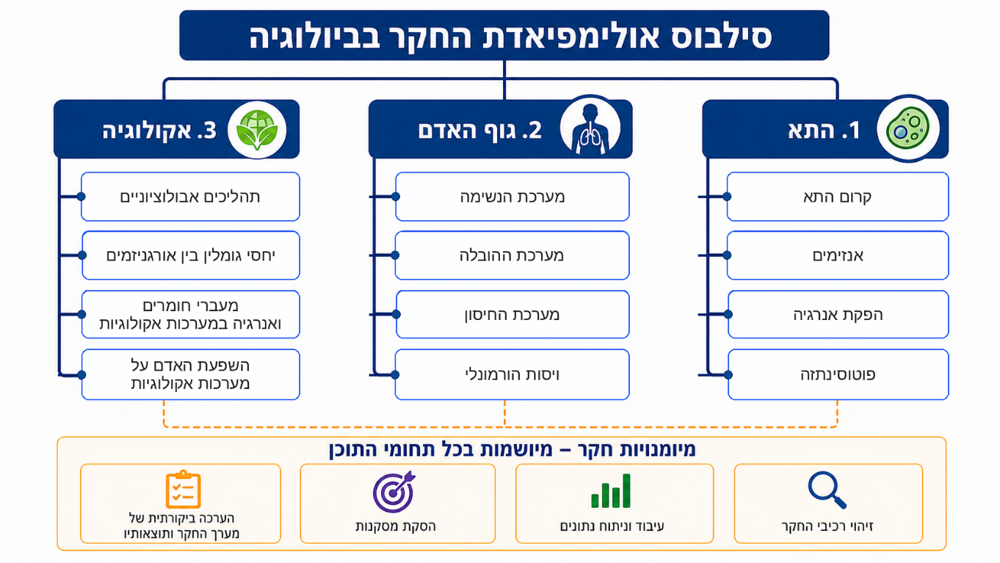 סילבוס אולימפיאדת החקר בביולוגיה
1. התא
קרום התא
אנזימים
הפקת אנרגיה
פוטוסינתזה
2. גוף האדם
מערכת הנשימה
מערכת ההובלה
מערכת החיסון
ויסות הורמונלי
3. אקולוגיה
תהליכים אבולוציוניים
יחסי גומלין בין אורגניזמים
מעברי חומרים
ואנרגיה במערכות אקולוגיות
השפעת האדם על
מערכות אקולוגיות
מיומנויות חקר – מיושמות בכל תחומי התוכן
זיהוי רכיבי החקר
עיבוד וניתוח נתונים
הסקת מסקנות
הערכה ביקורתית של
מערך החקר ותוצאותיו